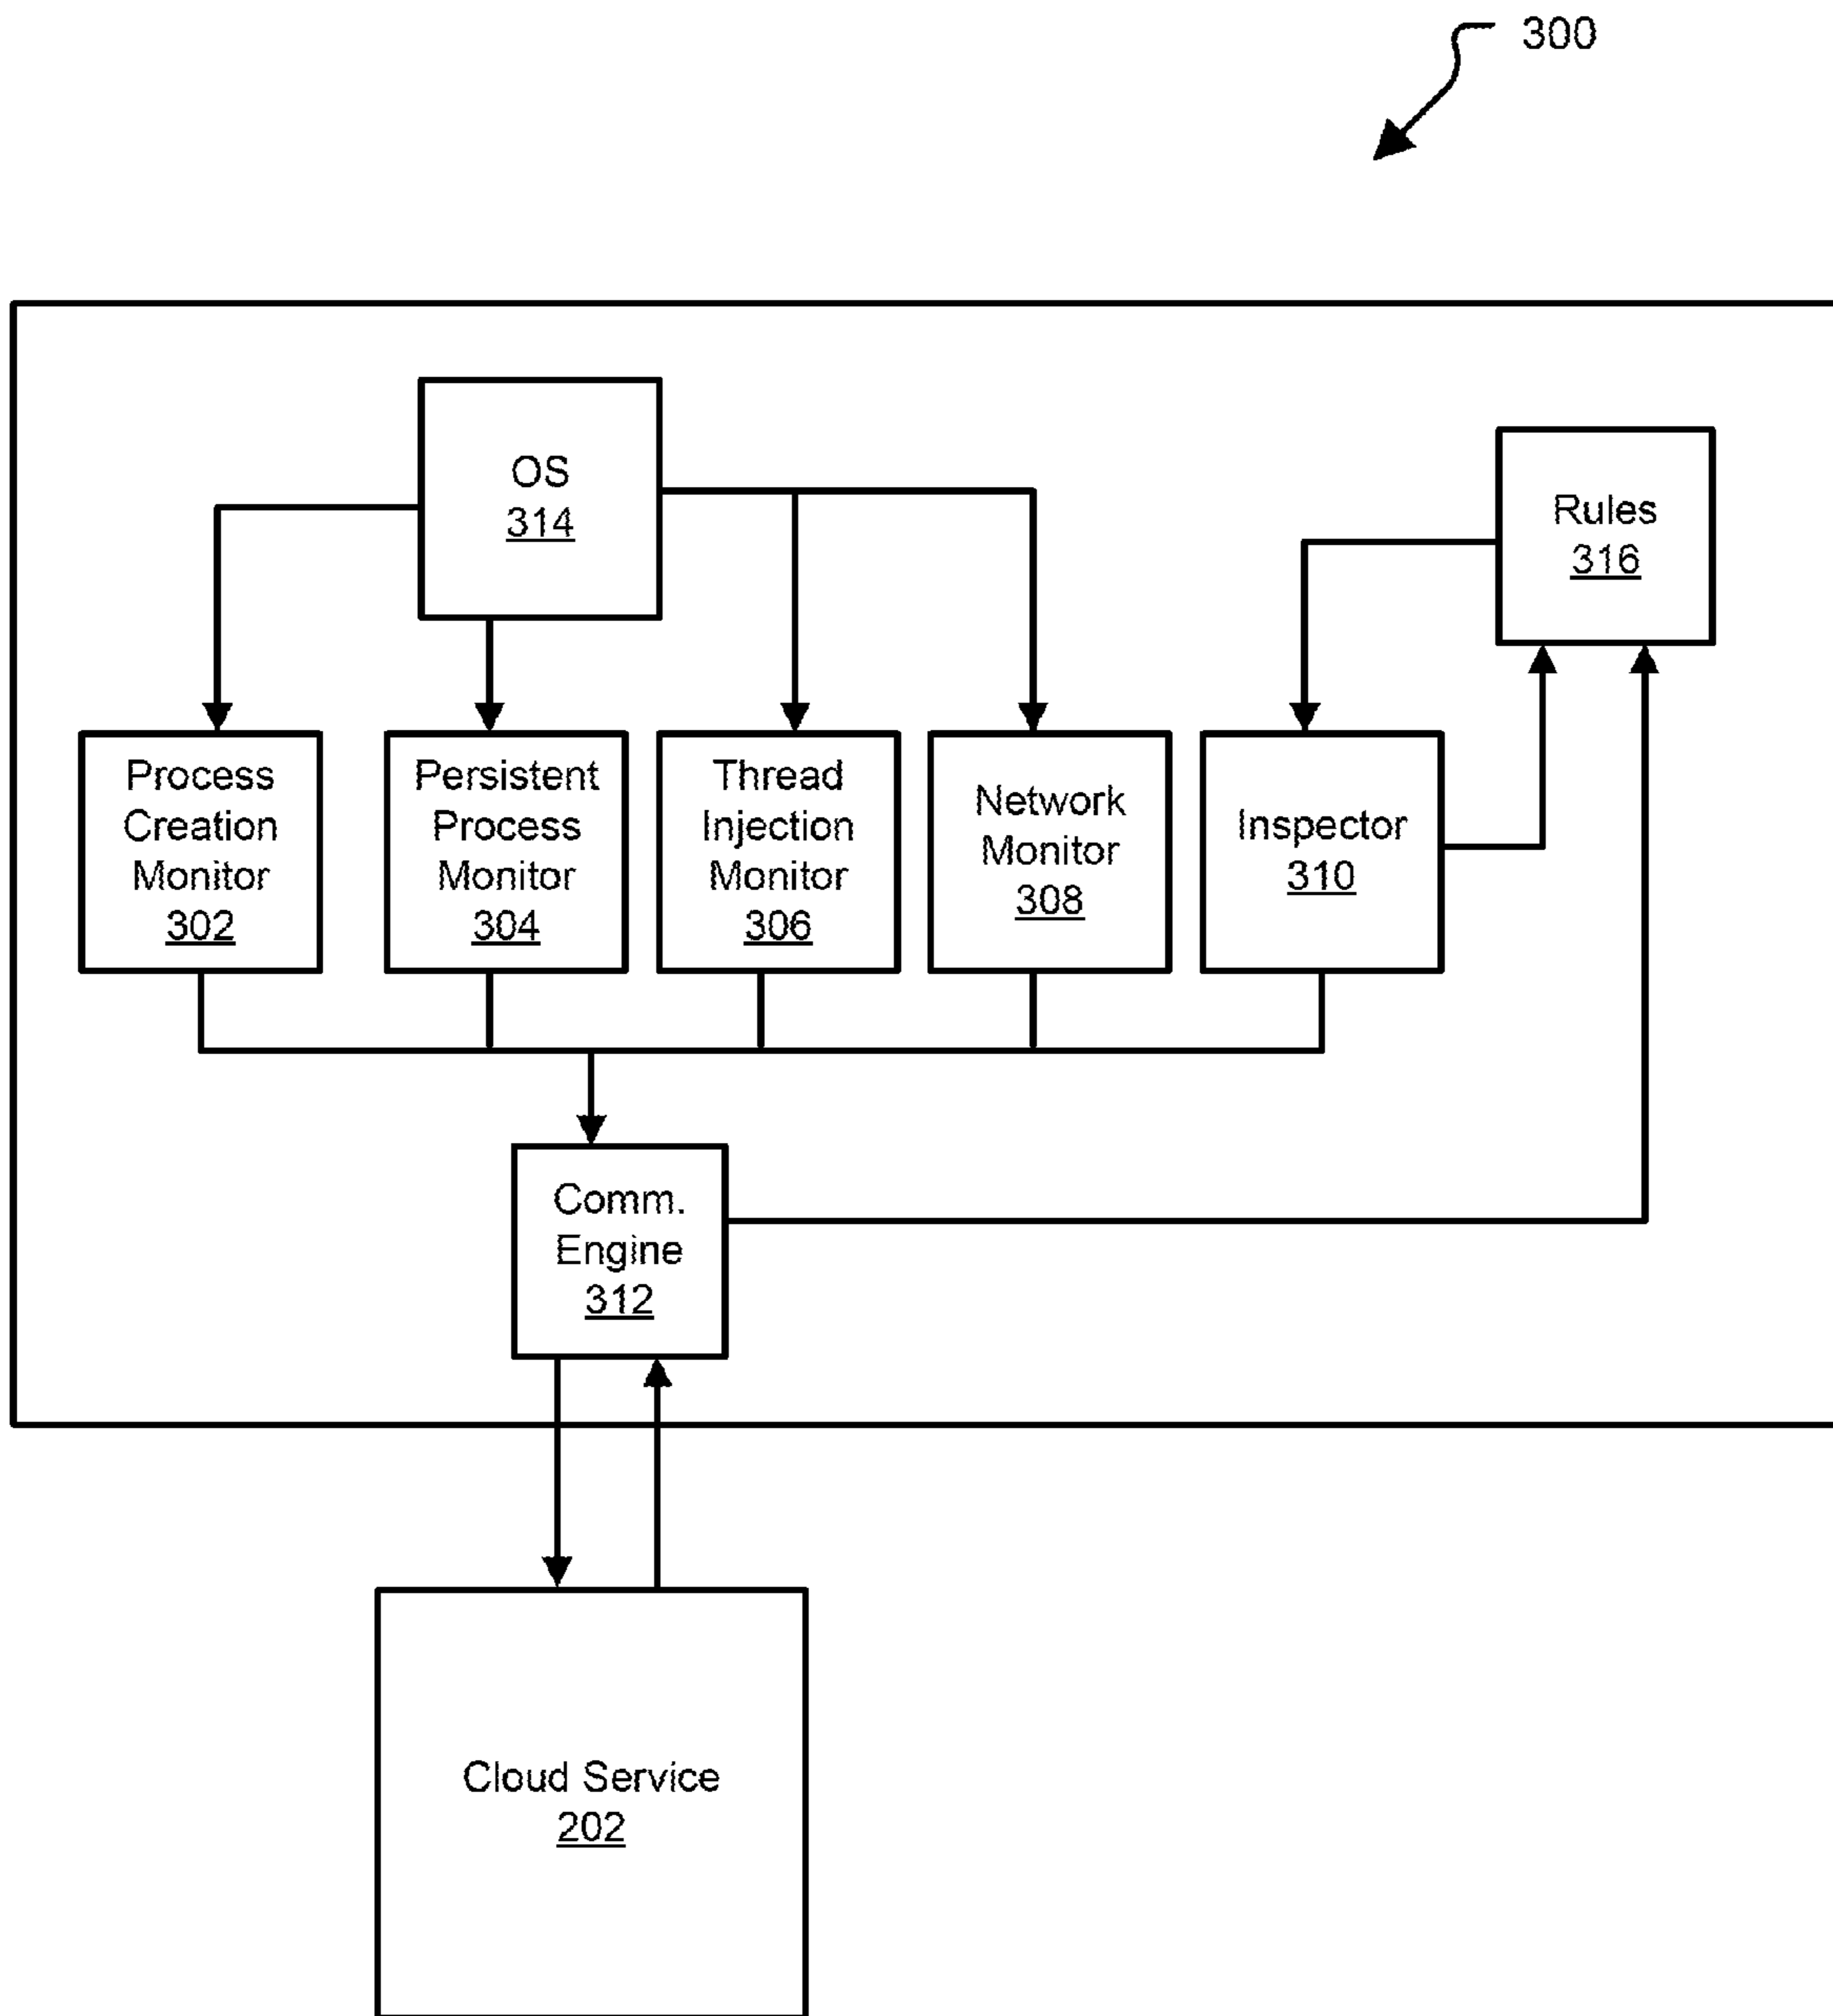 300
OS
314
Rules
316
Process
Creation
Monitor
302
Persistent
Process
Monitor
304
Thread
Injection
Monitor
306
Network
Monitor
308
Inspector
310
Comm.
Engine
312
Cloud Service
202